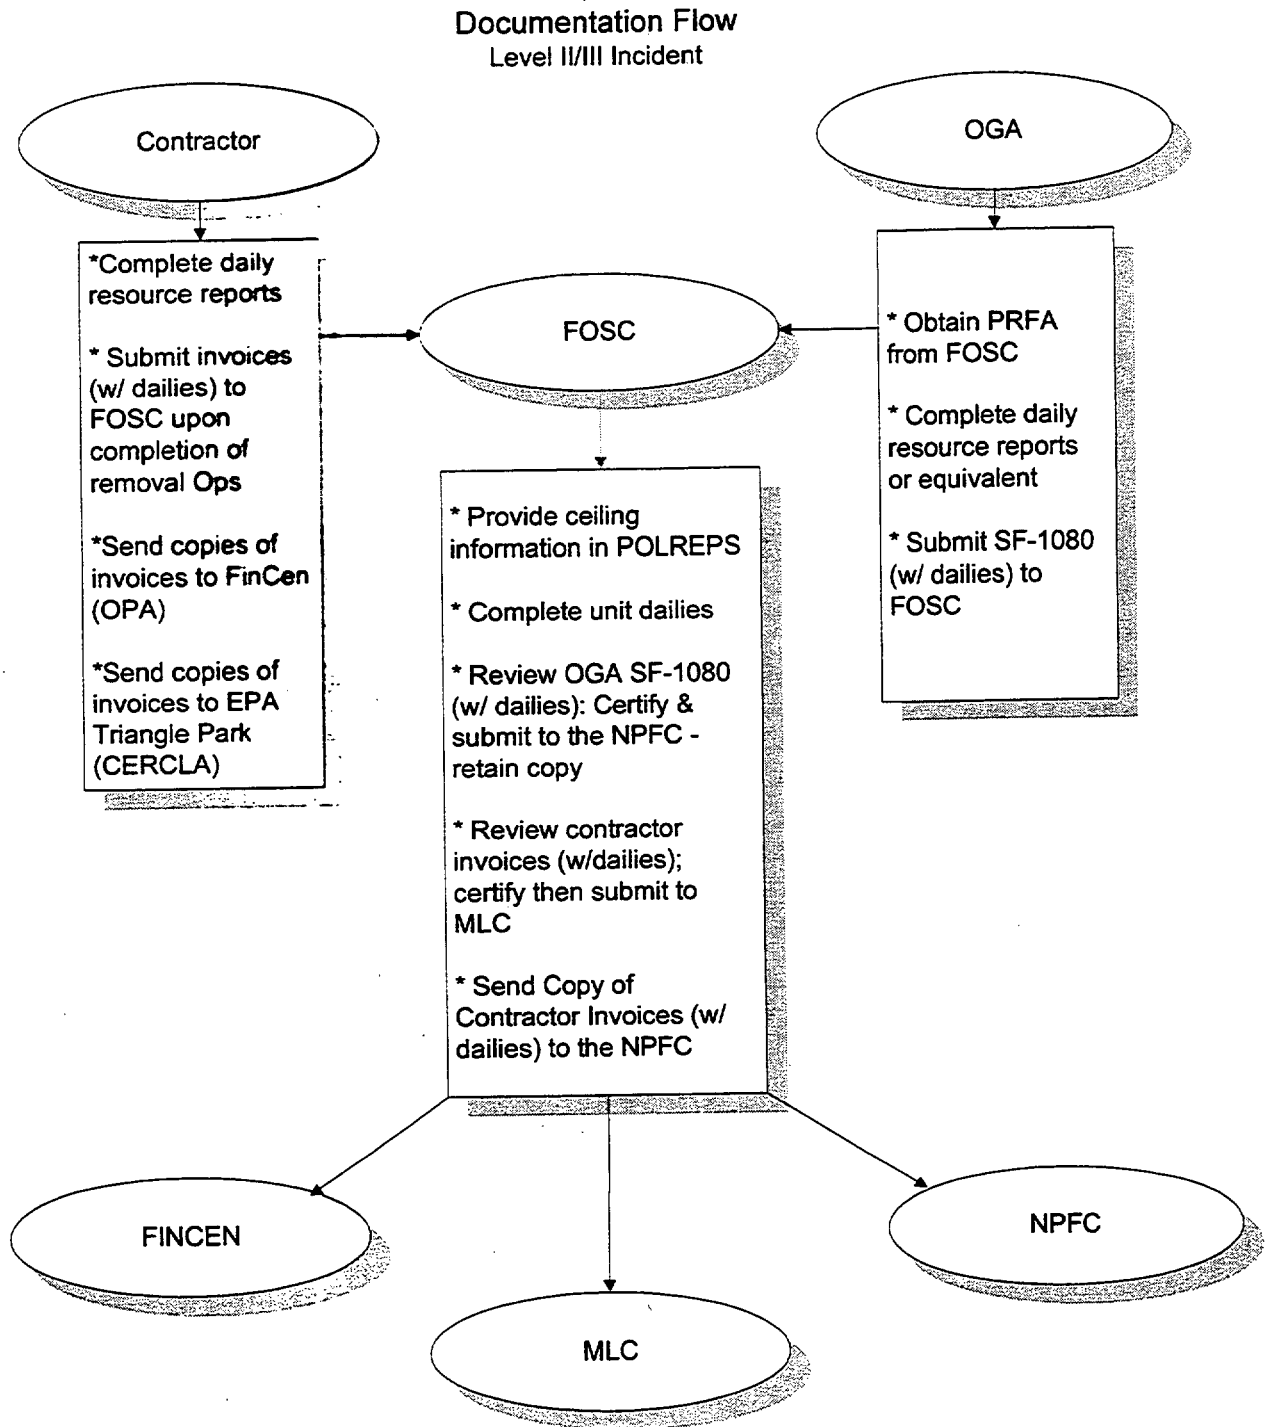 Documentation Flow
Level II/III Incident
Contractor
*Complete daily
resource reports
* Submit invoices
(w/ dailies) to
FOSC upon
completion of
removal Ops
*Send copies of
invoices to FinCen
(OPA)
*Send copies of
invoices to EPA
Triangle Park
(CERCLA)
OGA
* Obtain PRFA
from FOSC
* Complete daily
resource reports
or equivalent
* Submit SF-1080
(w/ dailies) to
FOSC
FOSC
* Provide ceiling
information in POLREPS
* Complete unit dailies
* Review OGA SF-1080
(w/ dailies): Certify &
submit to the NPFC -
retain copy
* Review contractor
invoices (w/dailies);
certify then submit to
MLC
* Send Copy of
Contractor Invoices (w/
dailies) to the NPFC
FINCEN
MLC
NPFC